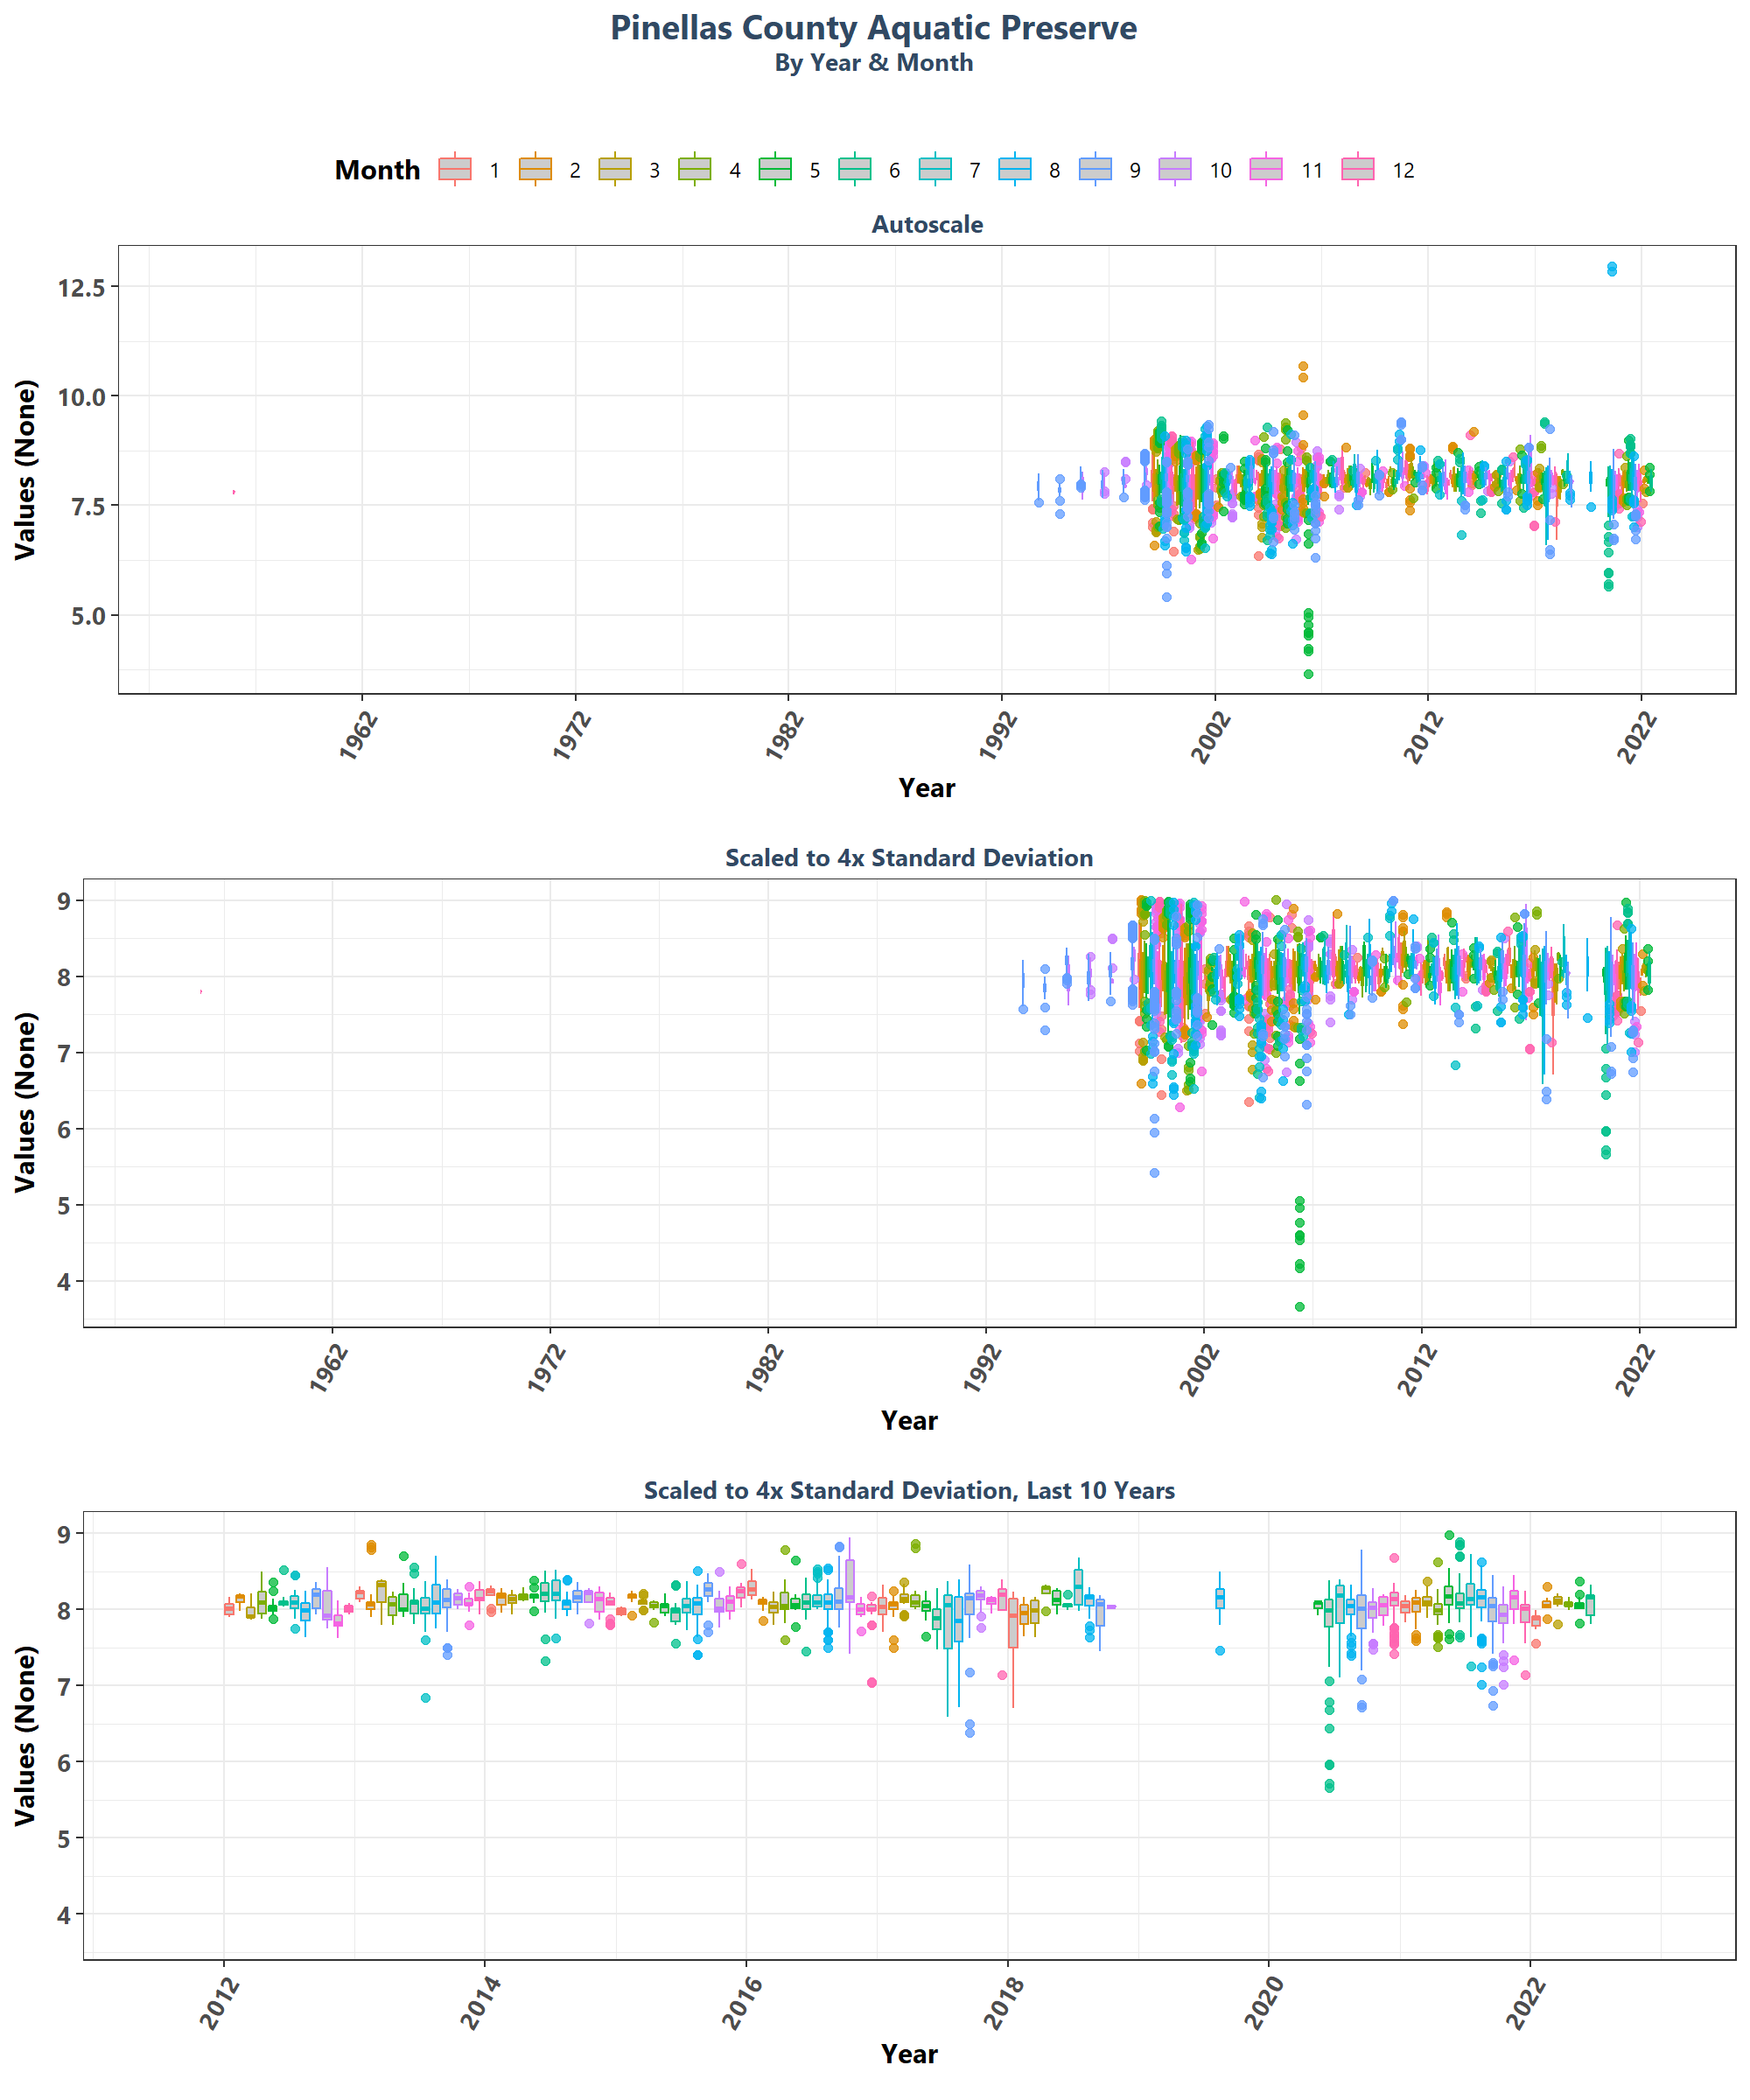 Pinellas County Aquatic Preserve
By Year & Month
Month 1 2 3 4 5 6 7 8 9 10 11 12
Autoscale
12.5
10.0
7.5
5.0
Values (None)
1962 1972 1982 1992 2002 2012 2022
Year
Scaled to 4x Standard Deviation
9
8
7
6
5
4
Values (None)
1962 1972 1982 1992 2002 2012 2022
Year
Scaled to 4x Standard Deviation, Last 10 Years
9
8
7
6
5
4
Values (None)
2012 2014 2016 2018 2020 2022
Year